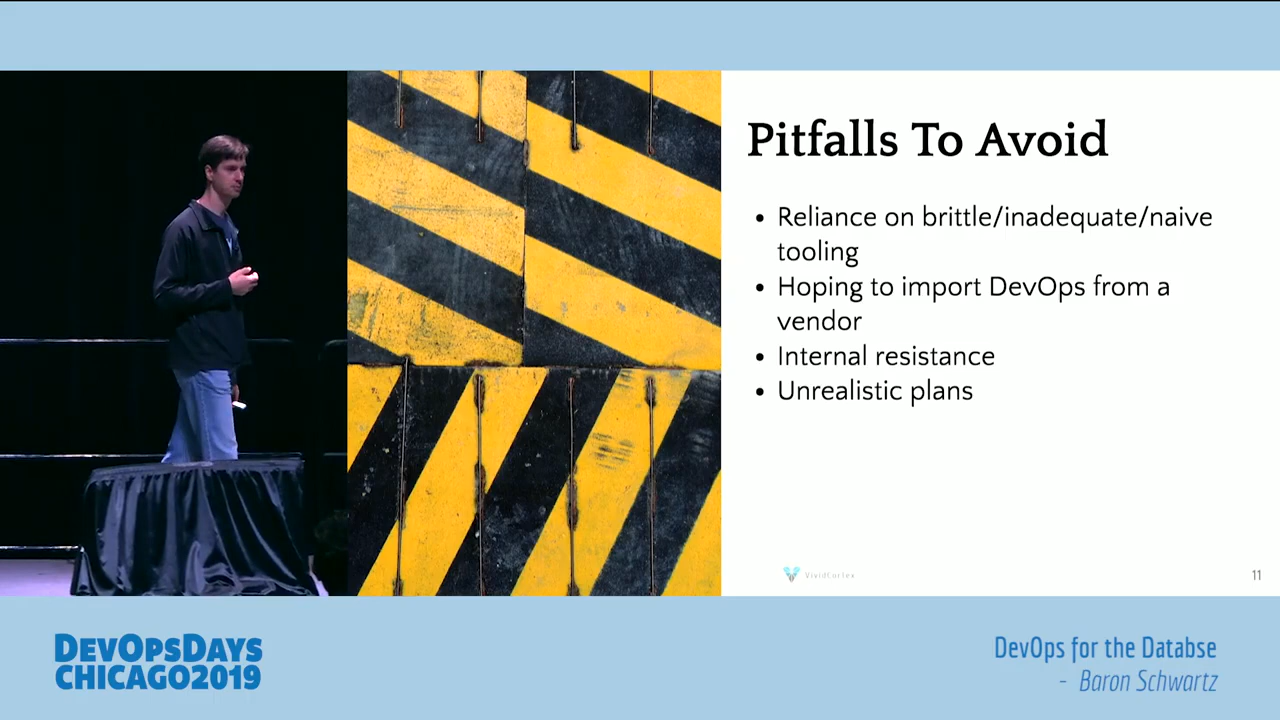 Pitfalls To Avoid
• Reliance on brittle/inadequate/naive
tooling
• Hoping to import DevOps from a
vendor
• Internal resistance
• Unrealistic plans
VividCortex
11
DEVOPSDAYS
CHICAGO2019
DevOps for the Databse
- Baron Schwartz